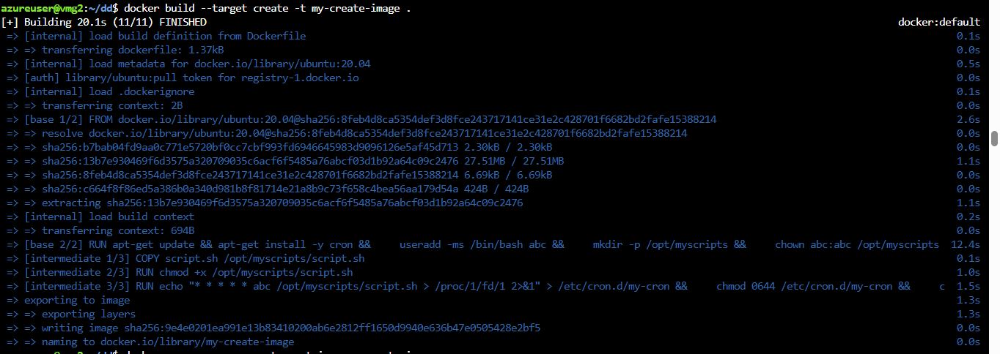 azureuser@vmg2:~/dd$ docker build --target create -t my-create-image .
[+] Building 20.1s (11/11) FINISHED docker:default
=> [internal] load build definition from Dockerfile 0.1s
=> => transferring dockerfile: 1.37kB 0.0s
=> [internal] load metadata for docker.io/library/ubuntu:20.04 0.5s
=> [auth] library/ubuntu:pull token for registry-1.docker.io 0.0s
=> [internal] load .dockerignore 0.1s
=> => transferring context: 2B 0.0s
=> [base 1/2] FROM docker.io/library/ubuntu:20.04@sha256:8feb4d8ca5354def3d8fce243717141ce31e2c428701f6682bd2fafe15388214 2.6s
=> => resolve docker.io/library/ubuntu:20.04@sha256:8feb4d8ca5354def3d8fce243717141ce31e2c428701f6682bd2fafe15388214 0.0s
=> => sha256:b7bab04fd9aa0c771e5720bf0cc7cbf993fd6946645983d9096126e5af45d713 2.30kB / 2.30kB 0.0s
=> => sha256:13b7e930469f6d3575a320709035c6acf6f5485a76abcf03d1b92a64c09c2476 27.51MB / 27.51MB 1.1s
=> => sha256:8feb4d8ca5354def3d8fce243717141ce31e2c428701f6682bd2fafe15388214 6.69kB / 6.69kB 0.0s
=> => sha256:c664f8f86ed5a386b0a340d981b8f81714e21a8b9c73f658c4bea56aa179d54a 424B / 424B 0.0s
=> => extracting sha256:13b7e930469f6d3575a320709035c6acf6f5485a76abcf03d1b92a64c09c2476 1.1s
=> [internal] load build context 0.2s
=> => transferring context: 694B 0.0s
=> [base 2/2] RUN apt-get update && apt-get install -y cron && useradd -ms /bin/bash abc && mkdir -p /opt/myscripts && chown abc:abc /opt/myscripts 12.4s
=> [intermediate 1/3] COPY script.sh /opt/myscripts/script.sh 0.1s
=> [intermediate 2/3] RUN chmod +x /opt/myscripts/script.sh 1.0s
=> [intermediate 3/3] RUN echo "* * * * * abc /opt/myscripts/script.sh > /proc/1/fd/1 2>&1" > /etc/cron.d/my-cron && chmod 0644 /etc/cron.d/my-cron && c 1.5s
=> exporting to image 1.3s
=> => exporting layers 1.3s
=> => writing image sha256:9e4e0201ea991e13b83410200ab6e2812ff1650d9940e636b47e0505428e2bf5 0.0s
=> => naming to docker.io/library/my-create-image 0.0s